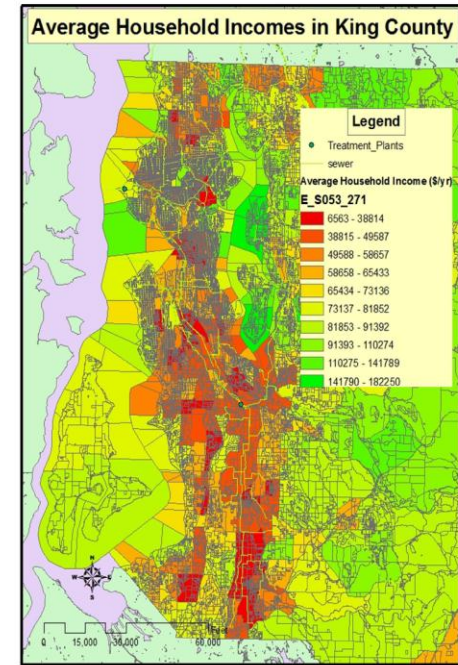 Average Household Incomes in King County
Legend
Treatment_Plants
sewer
Average Household Income ($/yr)
E_S053_271
6563 - 38814
38815 - 49587
49588 - 58657
58658 - 65433
65434 - 73136
73137 - 81852
81853 - 91392
91393 - 110274
110275 - 141789
141790 - 182250
N
W E
S
0 15,000 30,000 60,000
Feet